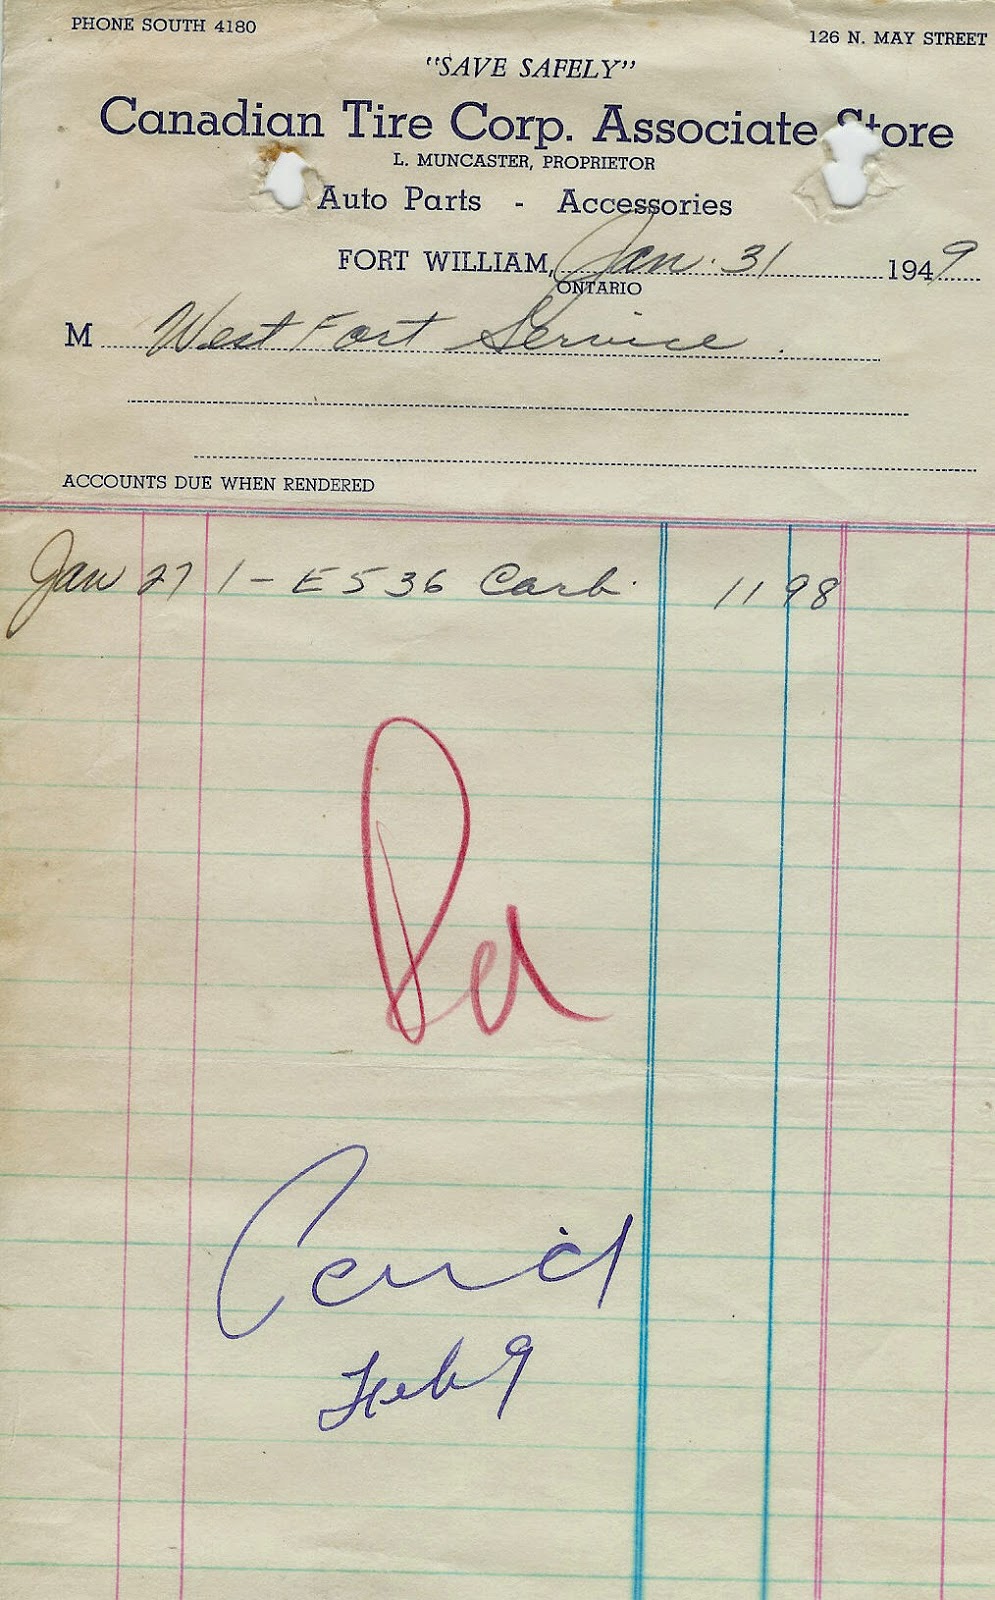 PHONE SOUTH 4180
126 N. MAY STREET
"SAVE SAFELY"
Canadian Tire Corp. Associate Store
L. MUNCASTER, PROPRIETOR
Auto Parts - Accessories
FORT WILLIAM, Jan. 31 1949
ONTARIO
M West Fort Service.
ACCOUNTS DUE WHEN RENDERED
Jan 27 1 - E536 Carb. 11 98
Pd
Feb 9